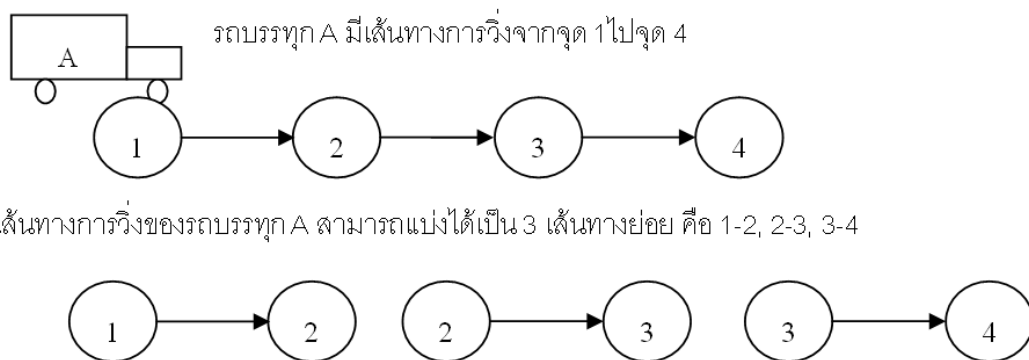 รถบรรทุก A มีเส้นทางการวิ่งจากจุด 1ไปจุด 4
A
1 2 3 4
เส้นทางการวิ่งของรถบรรทุก A สามารถแบ่งได้เป็น 3 เส้นทางย่อย คือ 1-2, 2-3, 3-4
1 2 2 3 3 4